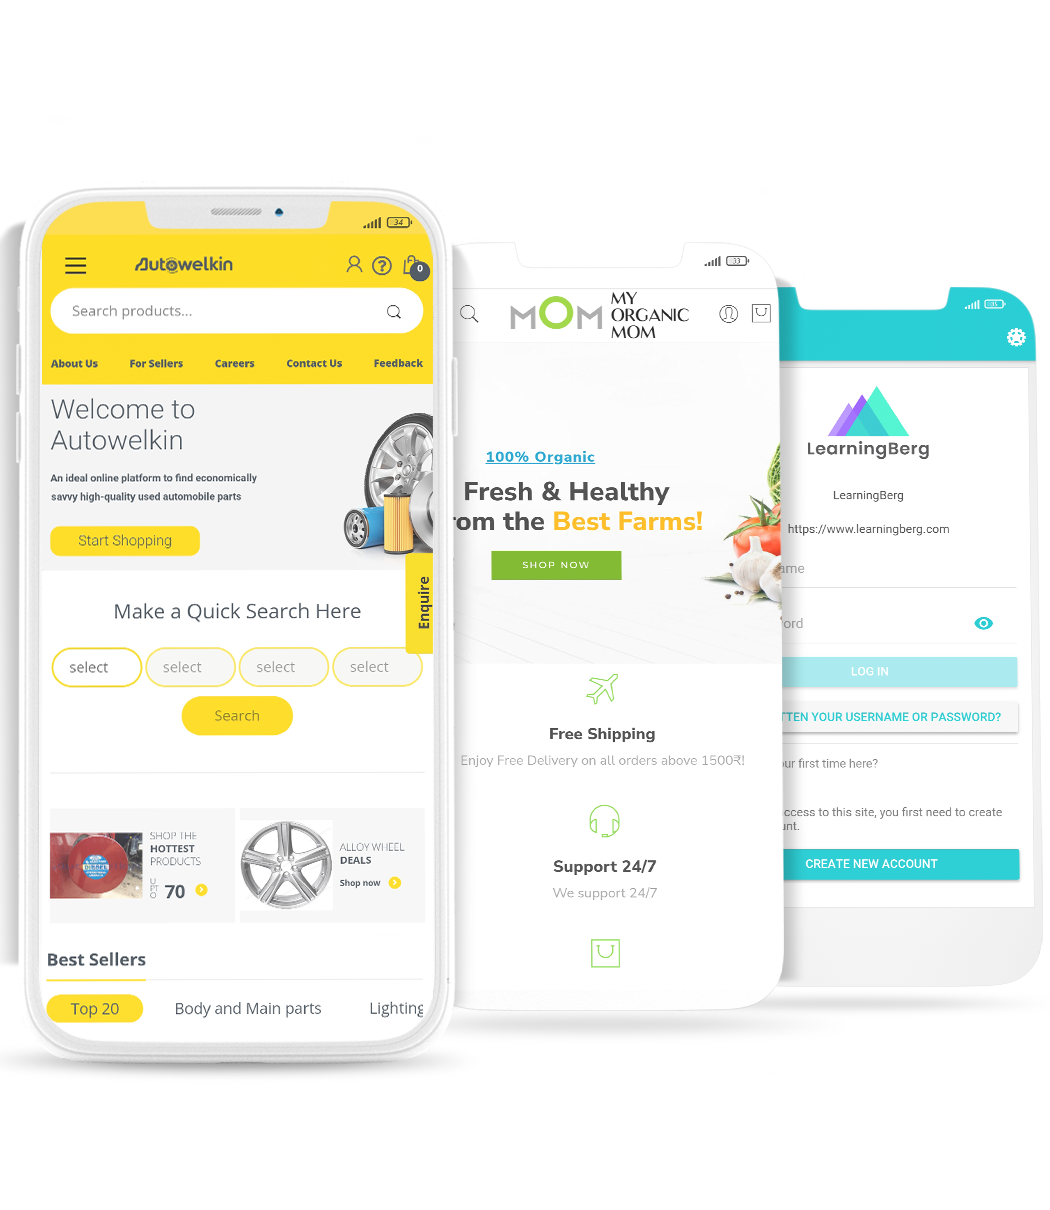 34
Autowelkin
0
Search products...
About Us For Sellers Careers Contact Us Feedback
Welcome to
Autowelkin
An ideal online platform to find economically
savvy high-quality used automobile parts
Start Shopping
Enquire
Make a Quick Search Here
select select select select
Search
SHOP THE
HOTTEST
PRODUCTS
UPTO
70
ALLOY WHEEL
DEALS
Shop now
Best Sellers
Top 20 Body and Main parts Lighting
33
MOM
MY
ORGANIC
MOM
100% Organic
Fresh & Healthy
rom the Best Farms!
SHOP NOW
Free Shipping
Enjoy Free Delivery on all orders above 1500₹!
Support 24/7
We support 24/7
LearningBerg
LearningBerg
https://www.learningberg.com
ame
ord
LOG IN
TTEN YOUR USERNAME OR PASSWORD?
ur first time here?
ccess to this site, you first need to create
unt.
CREATE NEW ACCOUNT